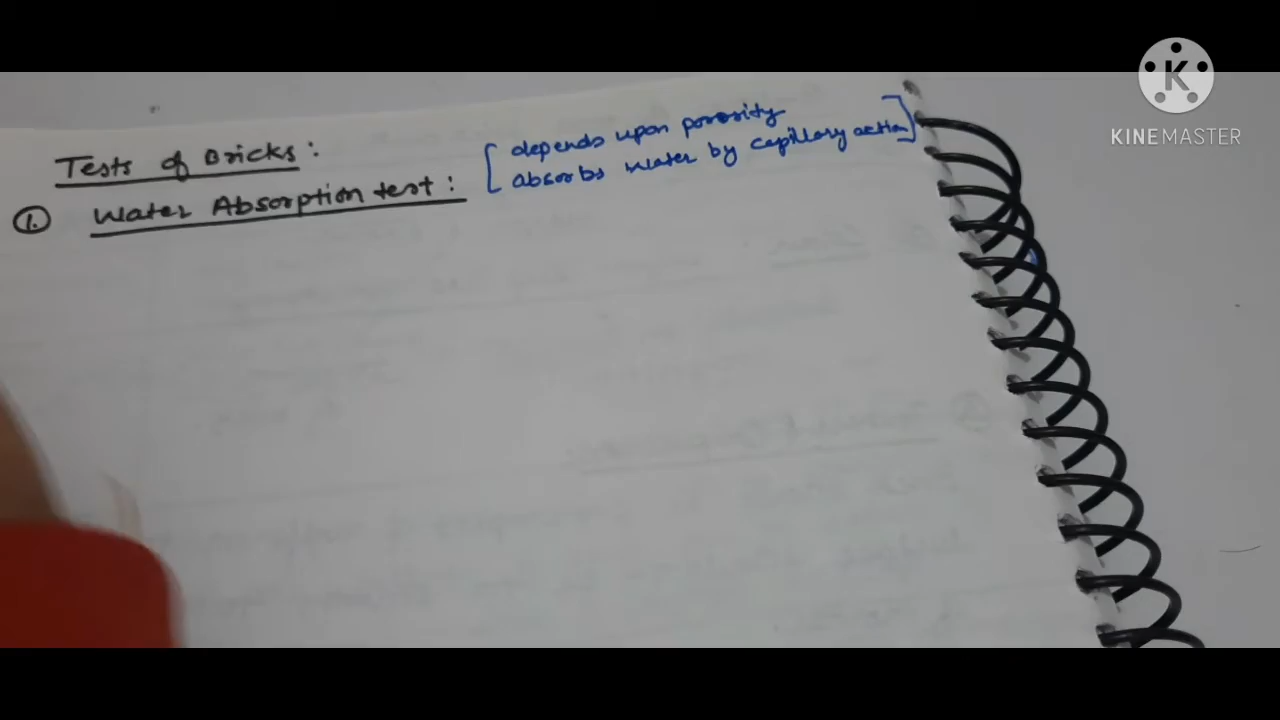 Tests of Bricks:
1. Water Absorption test:
[depends upon porosity
absorbs water by capillary action]
K
KINEMASTER